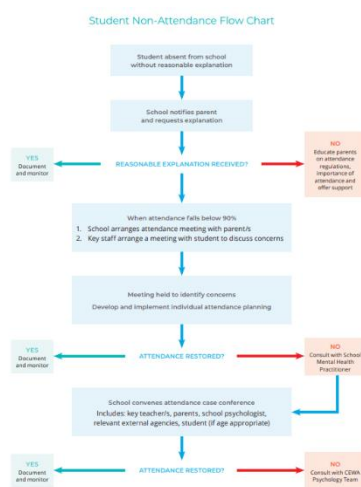 Student Non-Attendance Flow Chart
Student absent from school
without reasonable explanation
School notifies parent
and requests explanation
YES
Document
and monitor
REASONABLE EXPLANATION RECEIVED?
NO
Educate parents
on attendance
regulations,
importance of
attendance and
offer support
When attendance falls below 90%
1. School arranges attendance meeting with parent/s
2. Key staff arrange a meeting with student to discuss concerns
Meeting held to identify concerns
Develop and implement individual attendance planning
YES
Document
and monitor
ATTENDANCE RESTORED?
NO
Consult with School
Mental Health
Practitioner
School convenes attendance case conference
Includes: key teacher/s, parents, school psychologist,
relevant external agencies, student (if age appropriate)
YES
Document
and monitor
ATTENDANCE RESTORED?
NO
Consult with CEWA
Psychology Team